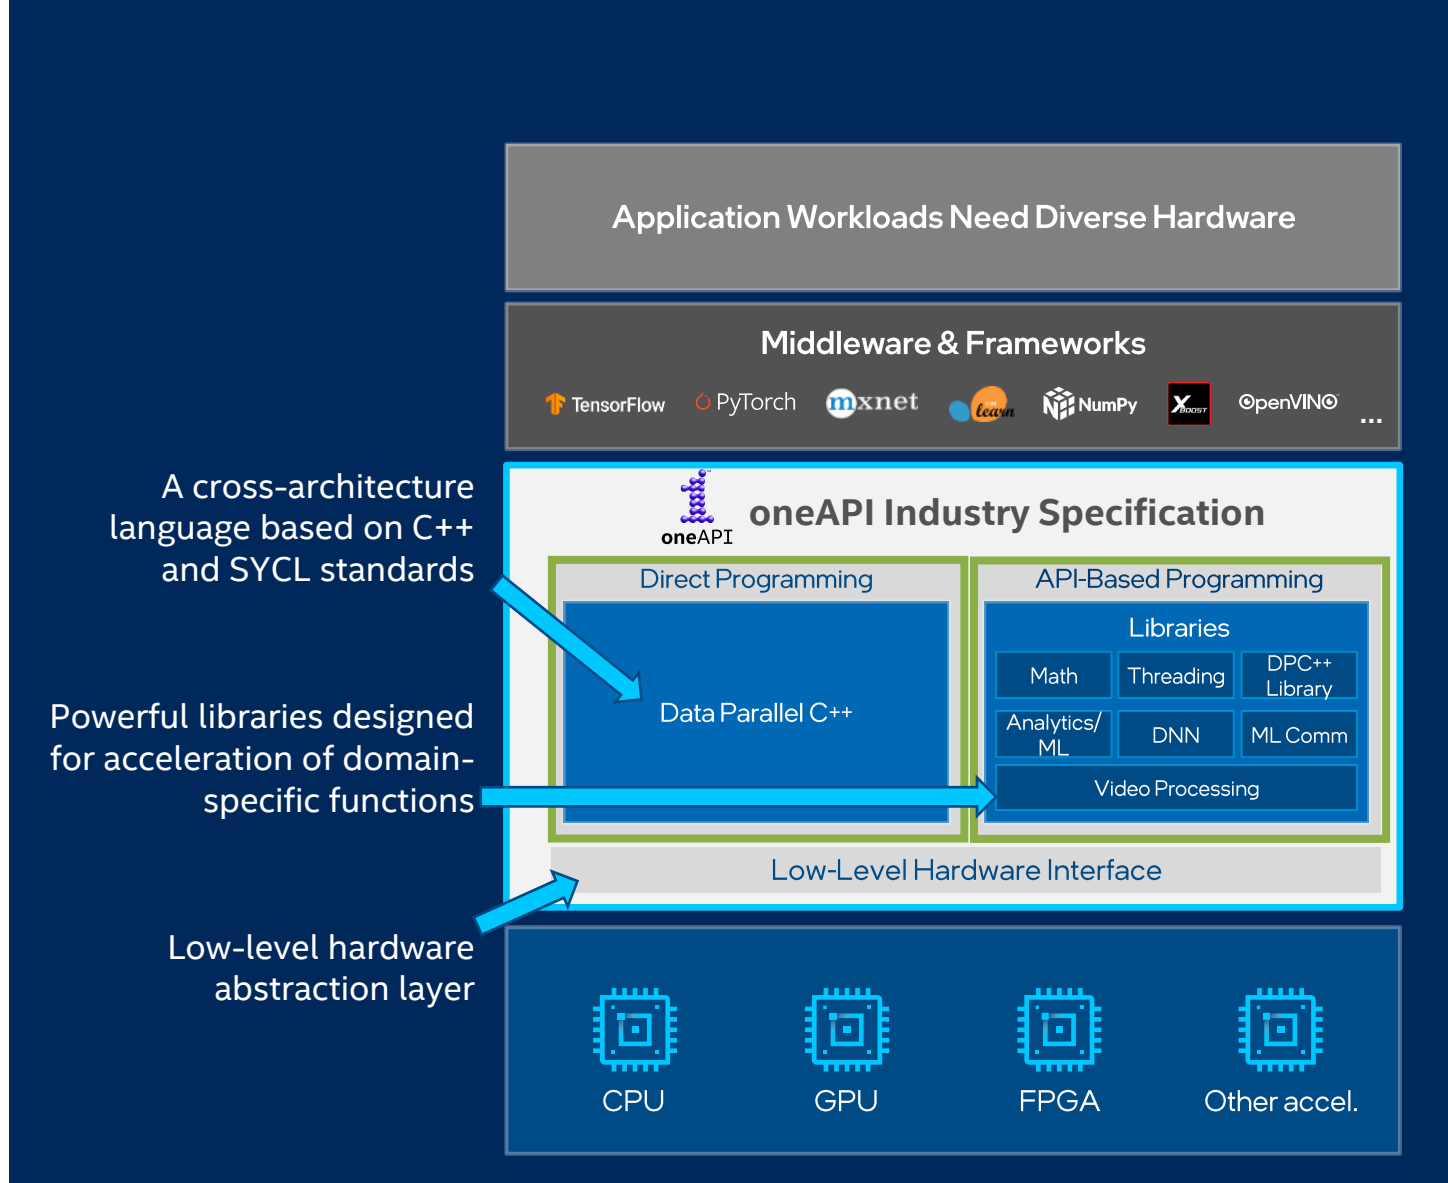 Application Workloads Need Diverse Hardware
Middleware & Frameworks
TensorFlow
PyTorch
mxnet
learn
NumPy
XBOOST
OpenVINO
...
A cross-architecture
language based on C++
and SYCL standards
oneAPI
oneAPI Industry Specification
Direct Programming
Data Parallel C++
API-Based Programming
Libraries
Math
Threading
DPC++
Library
Analytics/
ML
DNN
ML Comm
Video Processing
Powerful libraries designed
for acceleration of domain-
specific functions
Low-Level Hardware Interface
Low-level hardware
abstraction layer
CPU
GPU
FPGA
Other accel.